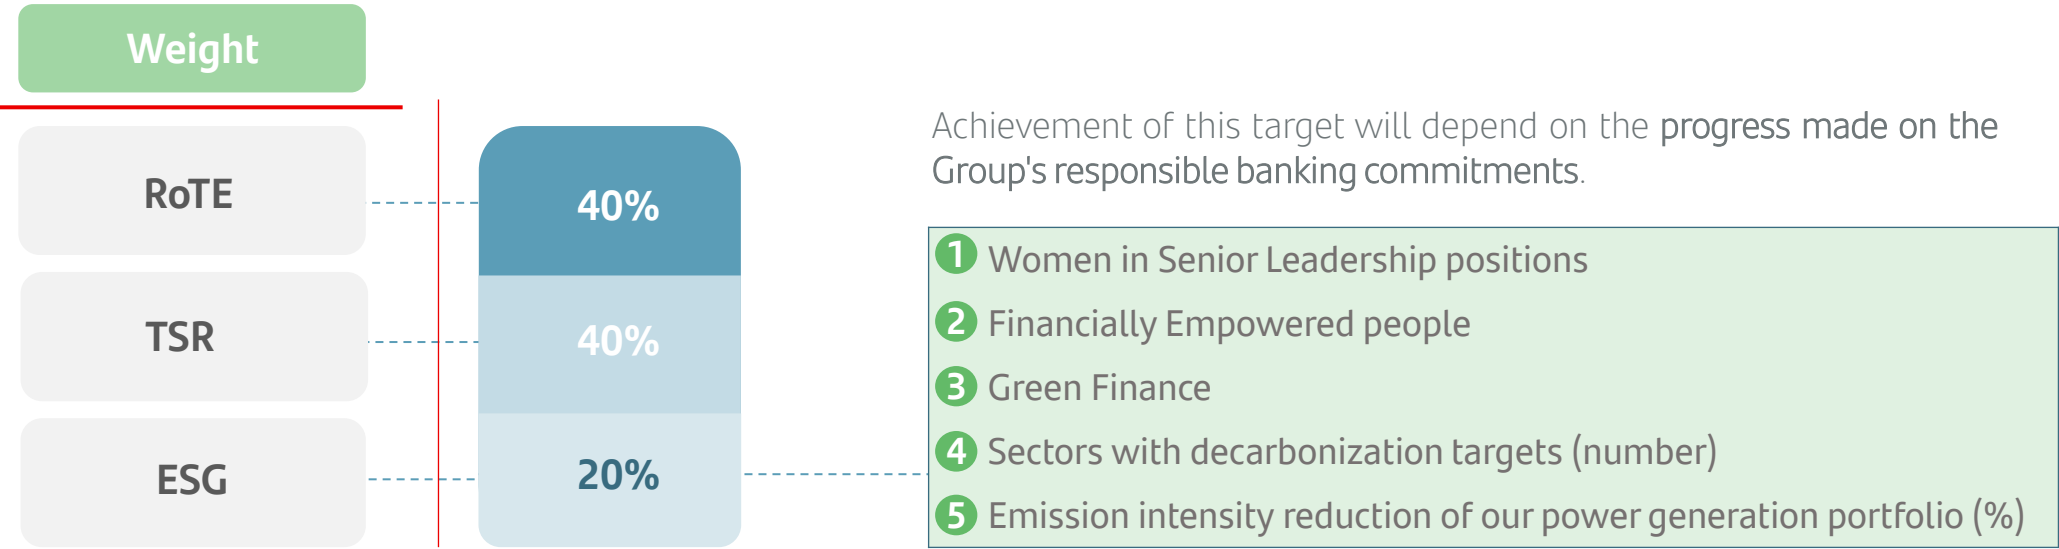 Weight
RoTE
40%
TSR
40%
ESG
20%
Achievement of this target will depend on the progress made on the
Group's responsible banking commitments.
1 Women in Senior Leadership positions
2 Financially Empowered people
3 Green Finance
4 Sectors with decarbonization targets (number)
5 Emission intensity reduction of our power generation portfolio (%)